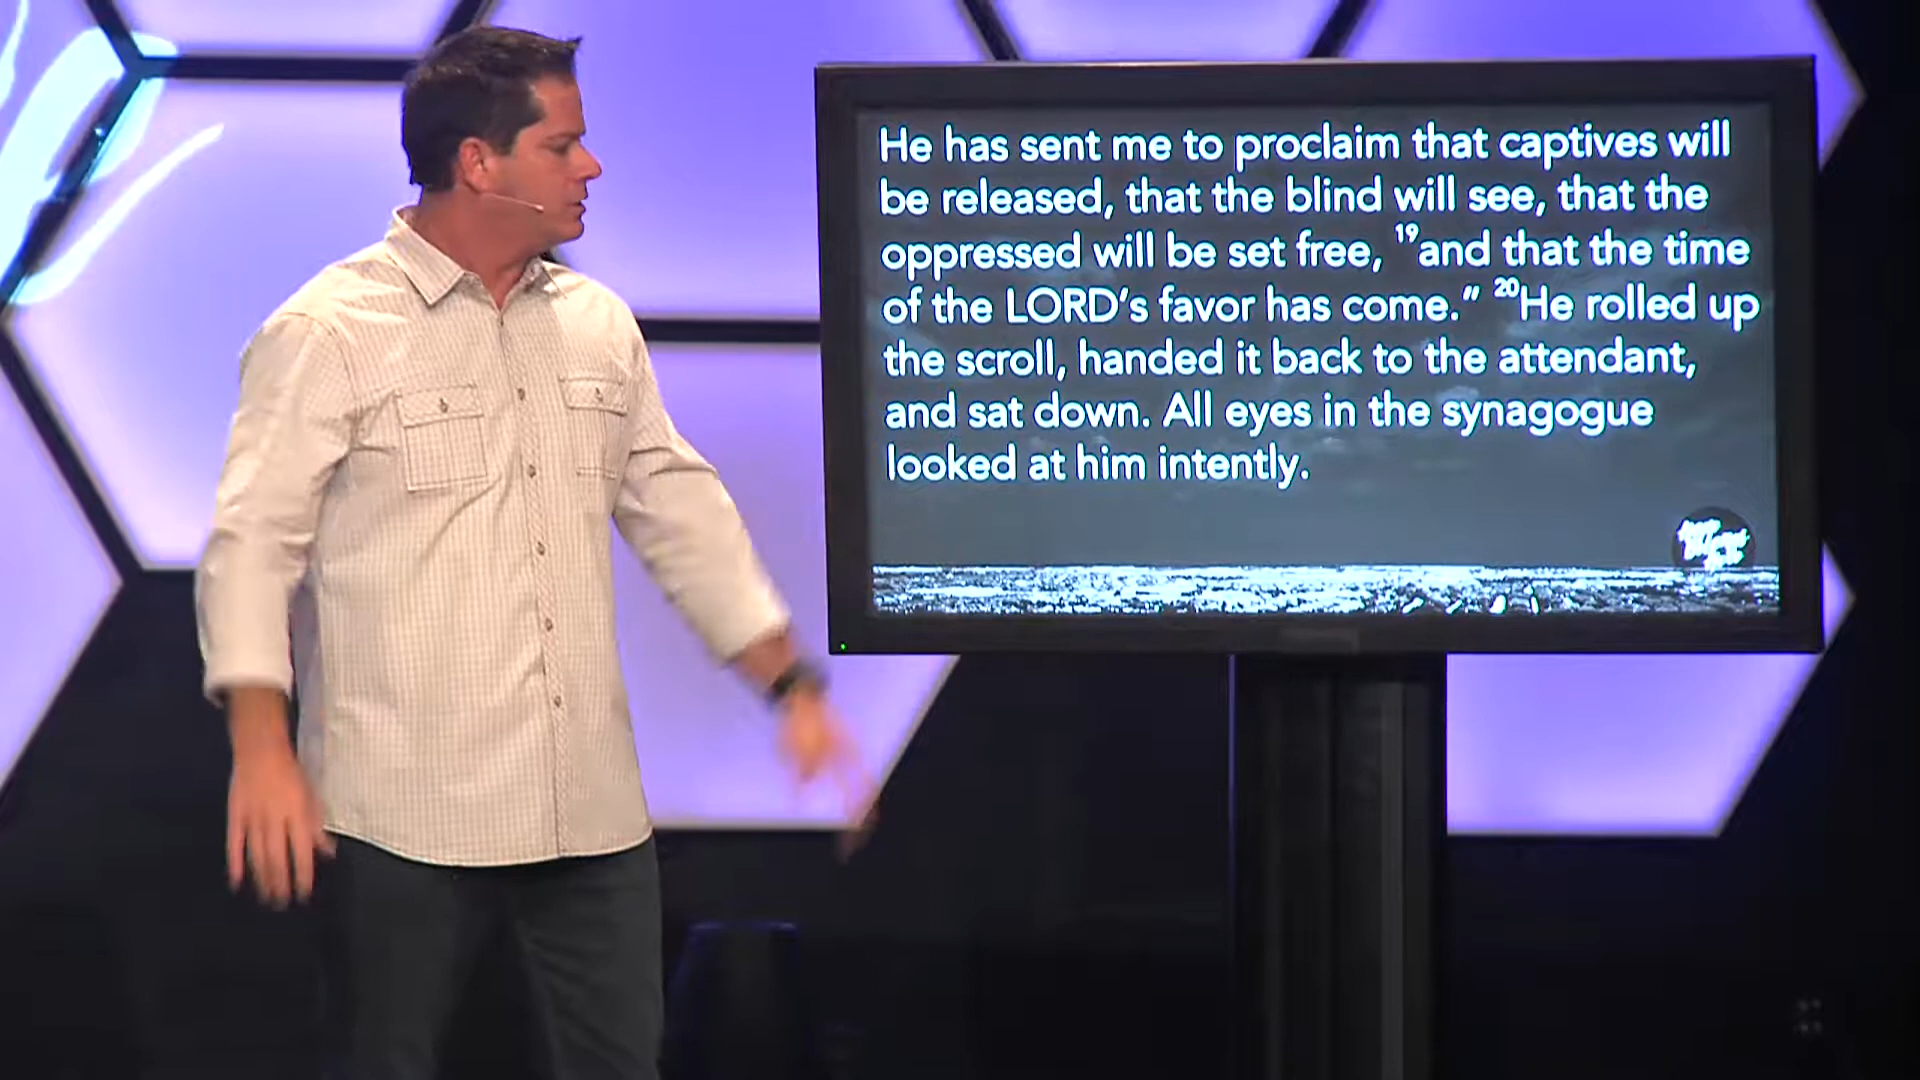 He has sent me to proclaim that captives will
be released, that the blind will see, that the
oppressed will be set free, ¹⁹and that the time
of the LORD’s favor has come.” ²⁰He rolled up
the scroll, handed it back to the attendant,
and sat down. All eyes in the synagogue
looked at him intently.